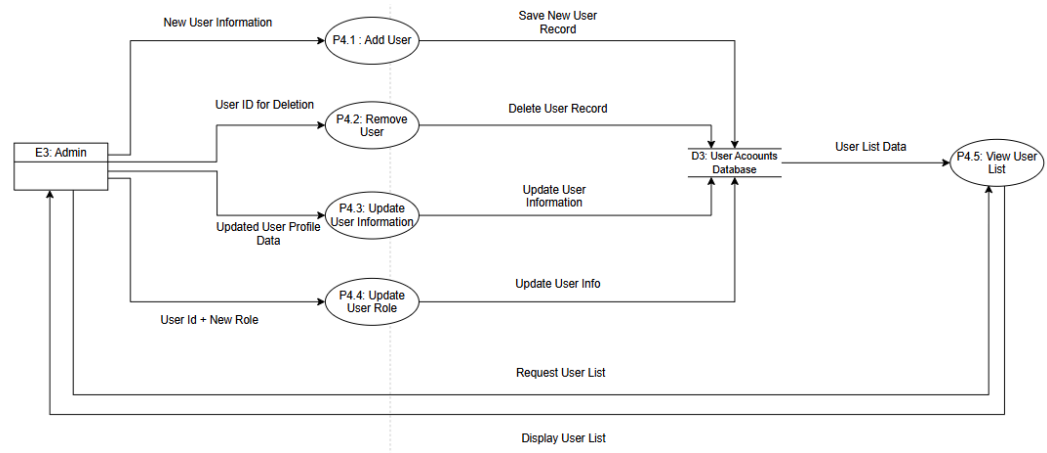 New User Information
Save New User
Record
P4.1 : Add User
User ID for Deletion
Delete User Record
P4.2: Remove
User
E3: Admin
D3: User Acoounts
Database
User List Data
P4.5: View User
List
Update User
Information
P4.3: Update
User Information
Updated User Profile
Data
Update User Info
P4.4: Update
User Role
User Id + New Role
Request User List
Display User List